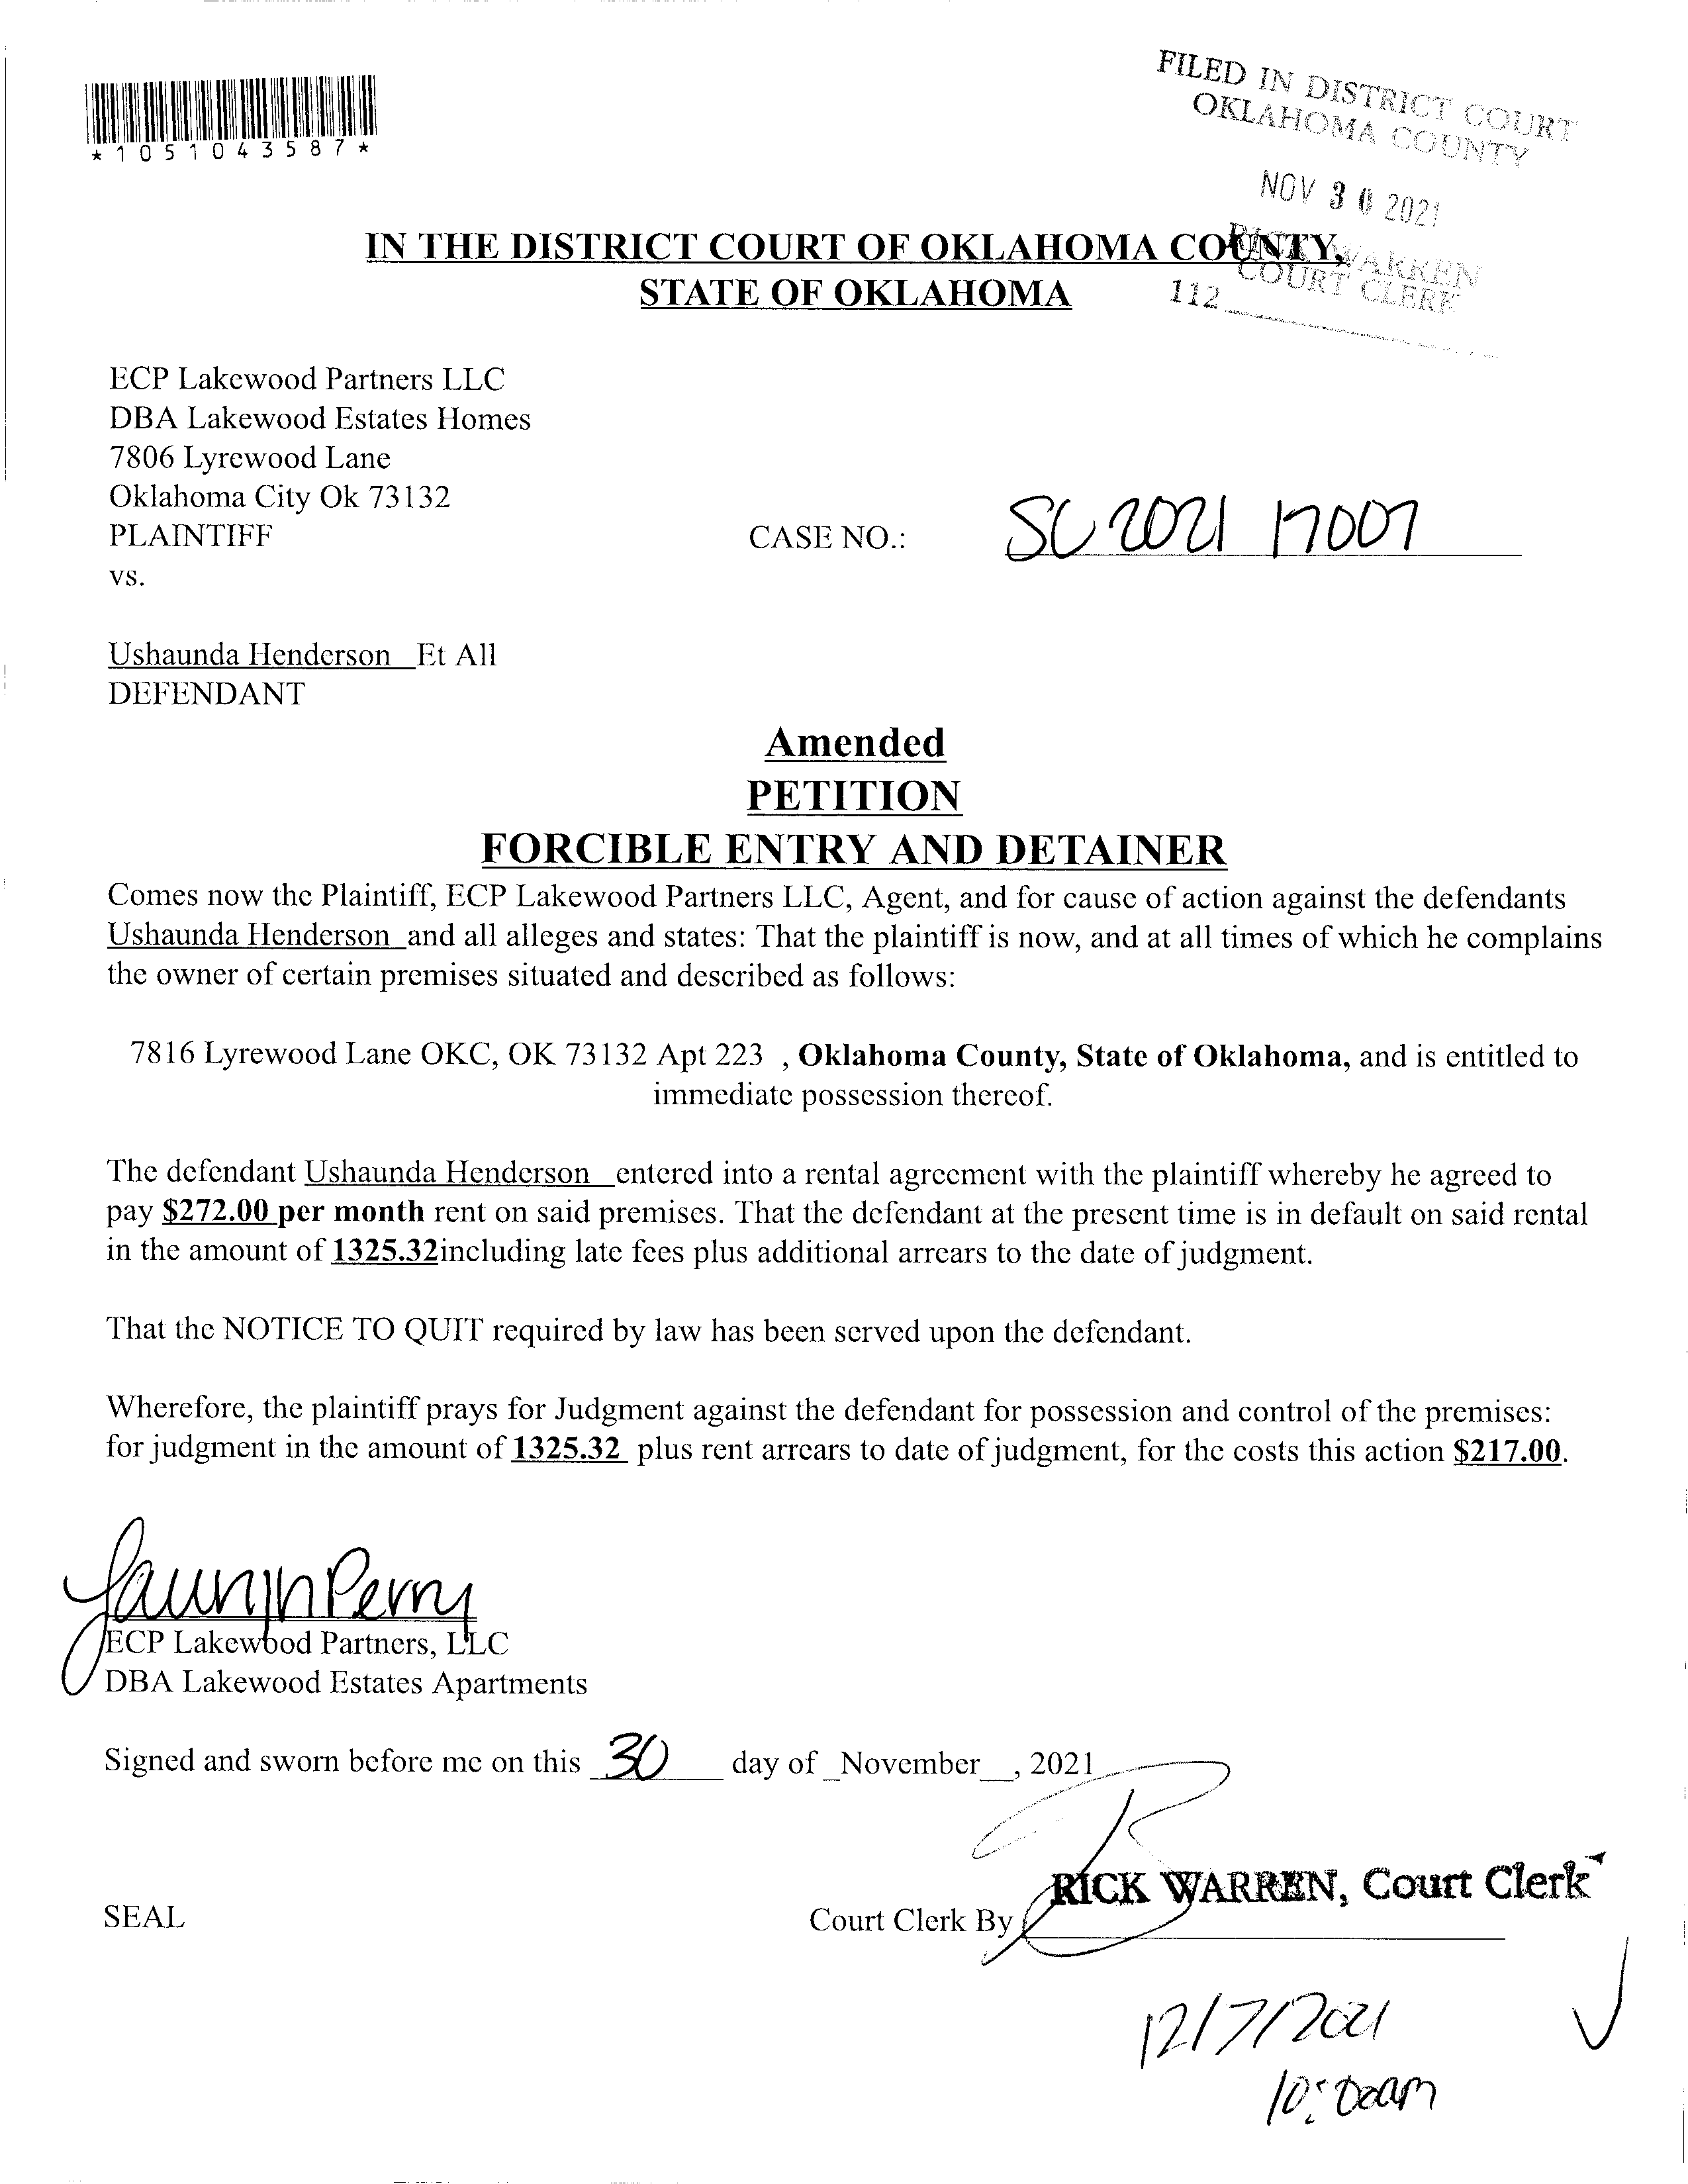 *1051043587*
FILED IN DISTRICT COURT
OKLAHOMA COUNTY
NOV 30 2021
RICK WARREN
COURT CLERK
112
IN THE DISTRICT COURT OF OKLAHOMA COUNTY,
STATE OF OKLAHOMA
ECP Lakewood Partners LLC
DBA Lakewood Estates Homes
7806 Lyrewood Lane
Oklahoma City Ok 73132
PLAINTIFF
CASE NO.: SC 2021 17007
vs.
Ushaunda Henderson Et All
DEFENDANT
Amended
PETITION
FORCIBLE ENTRY AND DETAINER
Comes now the Plaintiff, ECP Lakewood Partners LLC, Agent, and for cause of action against the defendants
Ushaunda Henderson and all alleges and states: That the plaintiff is now, and at all times of which he complains
the owner of certain premises situated and described as follows:
7816 Lyrewood Lane OKC, OK 73132 Apt 223 , Oklahoma County, State of Oklahoma, and is entitled to
immediate possession thereof.
The defendant Ushaunda Henderson entered into a rental agreement with the plaintiff whereby he agreed to
pay $272.00 per month rent on said premises. That the defendant at the present time is in default on said rental
in the amount of 1325.32including late fees plus additional arrears to the date of judgment.
That the NOTICE TO QUIT required by law has been served upon the defendant.
Wherefore, the plaintiff prays for Judgment against the defendant for possession and control of the premises:
for judgment in the amount of 1325.32 plus rent arrears to date of judgment, for the costs this action $217.00.
Perry
ECP Lakewood Partners, LLC
DBA Lakewood Estates Apartments
Signed and sworn before me on this 30 day of _November__, 2021
RICK WARREN, Court Clerk
SEAL
Court Clerk By
12/7/2021
10:00am